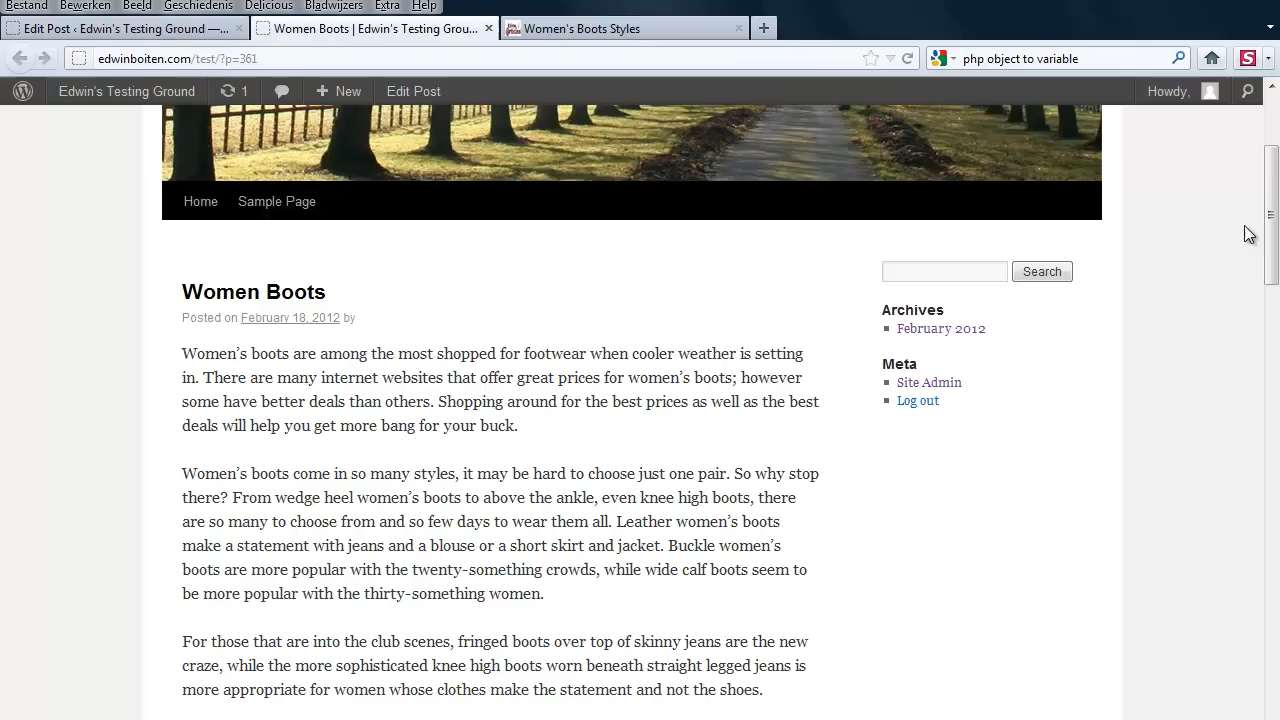 Bestand Bewerken Beeld Geschiedenis Delicious Bladwijzers Extra Help
Edit Post ‹ Edwin's Testing Ground —...
Women Boots | Edwin's Testing Grou...
Women's Boots Styles
edwinboiten.com/test/?p=361
php object to variable
Edwin's Testing Ground 1 New Edit Post Howdy,
Home Sample Page
Search
Women Boots
Posted on February 18, 2012 by
Women’s boots are among the most shopped for footwear when cooler weather is setting
in. There are many internet websites that offer great prices for women’s boots; however
some have better deals than others. Shopping around for the best prices as well as the best
deals will help you get more bang for your buck.
Women’s boots come in so many styles, it may be hard to choose just one pair. So why stop
there? From wedge heel women’s boots to above the ankle, even knee high boots, there
are so many to choose from and so few days to wear them all. Leather women’s boots
make a statement with jeans and a blouse or a short skirt and jacket. Buckle women’s
boots are more popular with the twenty-something crowds, while wide calf boots seem to
be more popular with the thirty-something women.
For those that are into the club scenes, fringed boots over top of skinny jeans are the new
craze, while the more sophisticated knee high boots worn beneath straight legged jeans is
more appropriate for women whose clothes make the statement and not the shoes.
Archives
February 2012
Meta
Site Admin
Log out